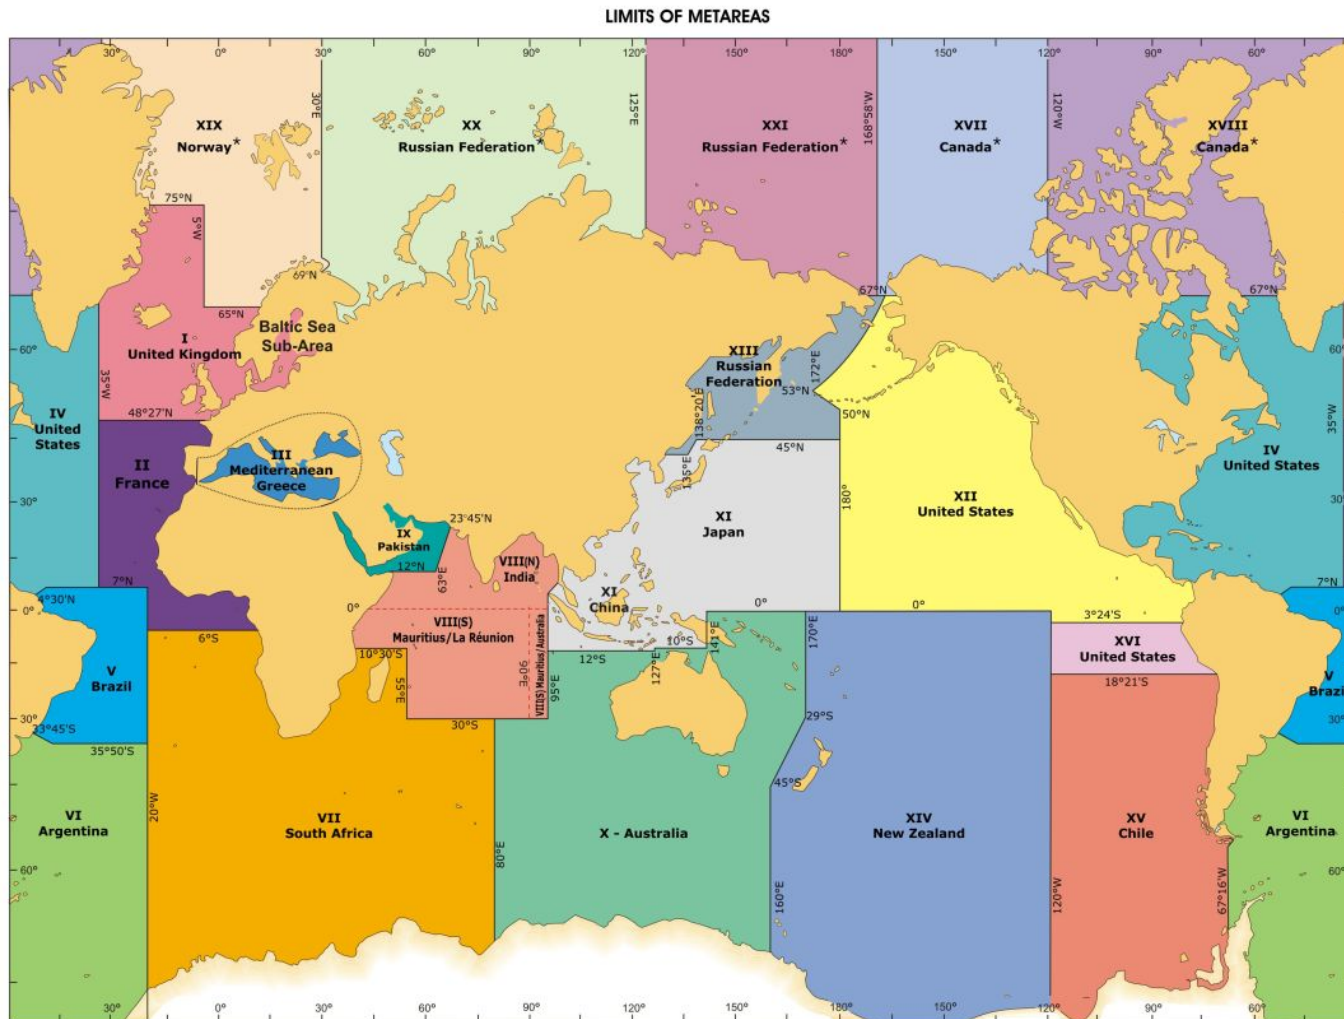 LIMITS OF METAREAS
30° 0° 30° 60° 90° 120° 150° 180° 150° 120° 90° 60°
XIX
Norway*
30°E
XX
Russian Federation*
125°E
XXI
Russian Federation*
168°58'W
XVII
Canada*
120°W
XVIII
Canada*
75°N
5°W
69°N
65°N
67°N
67°N
Baltic Sea
Sub-Area
I
United Kingdom
60°
35°W
48°27'N
XIII
Russian
Federation
172°E
53°N
50°N
138°20'E
45°N
135°E
60°
IV
United
States
II
France
III
Mediterranean
Greece
35°W
IV
United States
30°
23°45'N
IX
Pakistan
12°N
63°E
VIII(N)
India
XI
Japan
180°
XII
United States
30°
7°N
4°30'N
0°
6°S
0°
VIII(S)
Mauritius/La Réunion
VIII(S) Mauritius/Australia
XI
China
0°
0°
10°S
141°E
170°E
3°24'S
7°N
0°
10°30'S
55°E
90°E
95°E
12°S
127°E
XVI
United States
18°21'S
V
Brazil
V
Brazil
30°
33°45'S
35°50'S
30°S
29°S
45°S
30°
VI
Argentina
20°W
VII
South Africa
80°E
X - Australia
160°E
XIV
New Zealand
120°W
XV
Chile
67°16'W
VI
Argentina
60°
60°
30° 0° 30° 60° 90° 120° 150° 180° 150° 120° 90° 60°